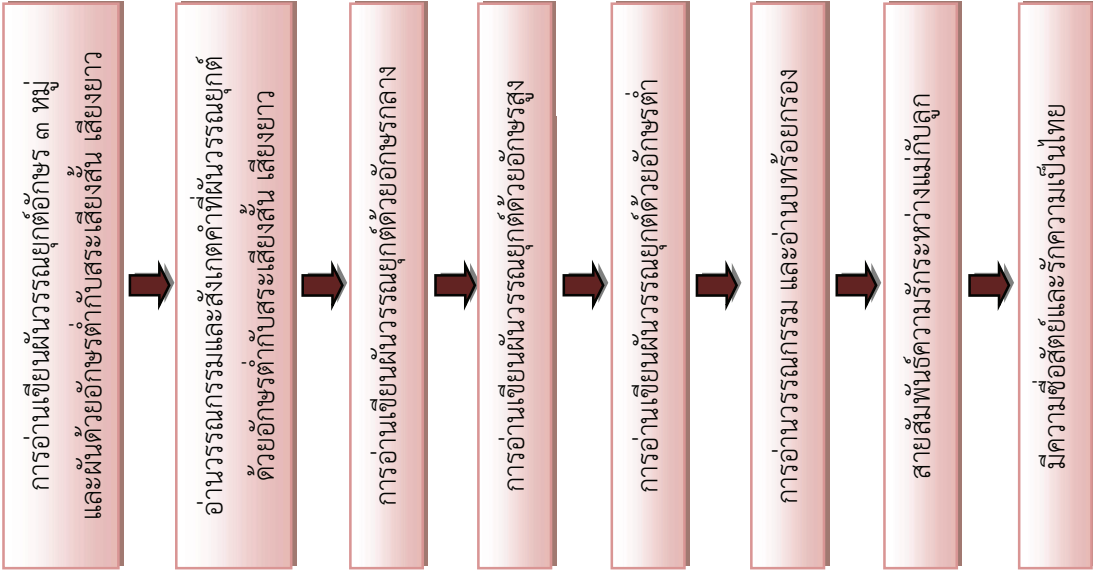 การอ่านเขียนผันวรรณยุกต์อักษร ๓ หมู่
และผันด้วยอักษรต่ำกับสระเสียงสั้น เสียงยาว
อ่านวรรณกรรมและสังเกตคำที่ผันวรรณยุกต์
ด้วยอักษรต่ำกับสระเสียงสั้น เสียงยาว
การอ่านเขียนผันวรรณยุกต์ด้วยอักษรกลาง
การอ่านเขียนผันวรรณยุกต์ด้วยอักษรสูง
การอ่านเขียนผันวรรณยุกต์ด้วยอักษรต่ำ
การอ่านวรรณกรรม และอ่านบทร้อยกรอง
สายสัมพันธ์ความรักระหว่างแม่กับลูก
มีความซื่อสัตย์และรักความเป็นไทย